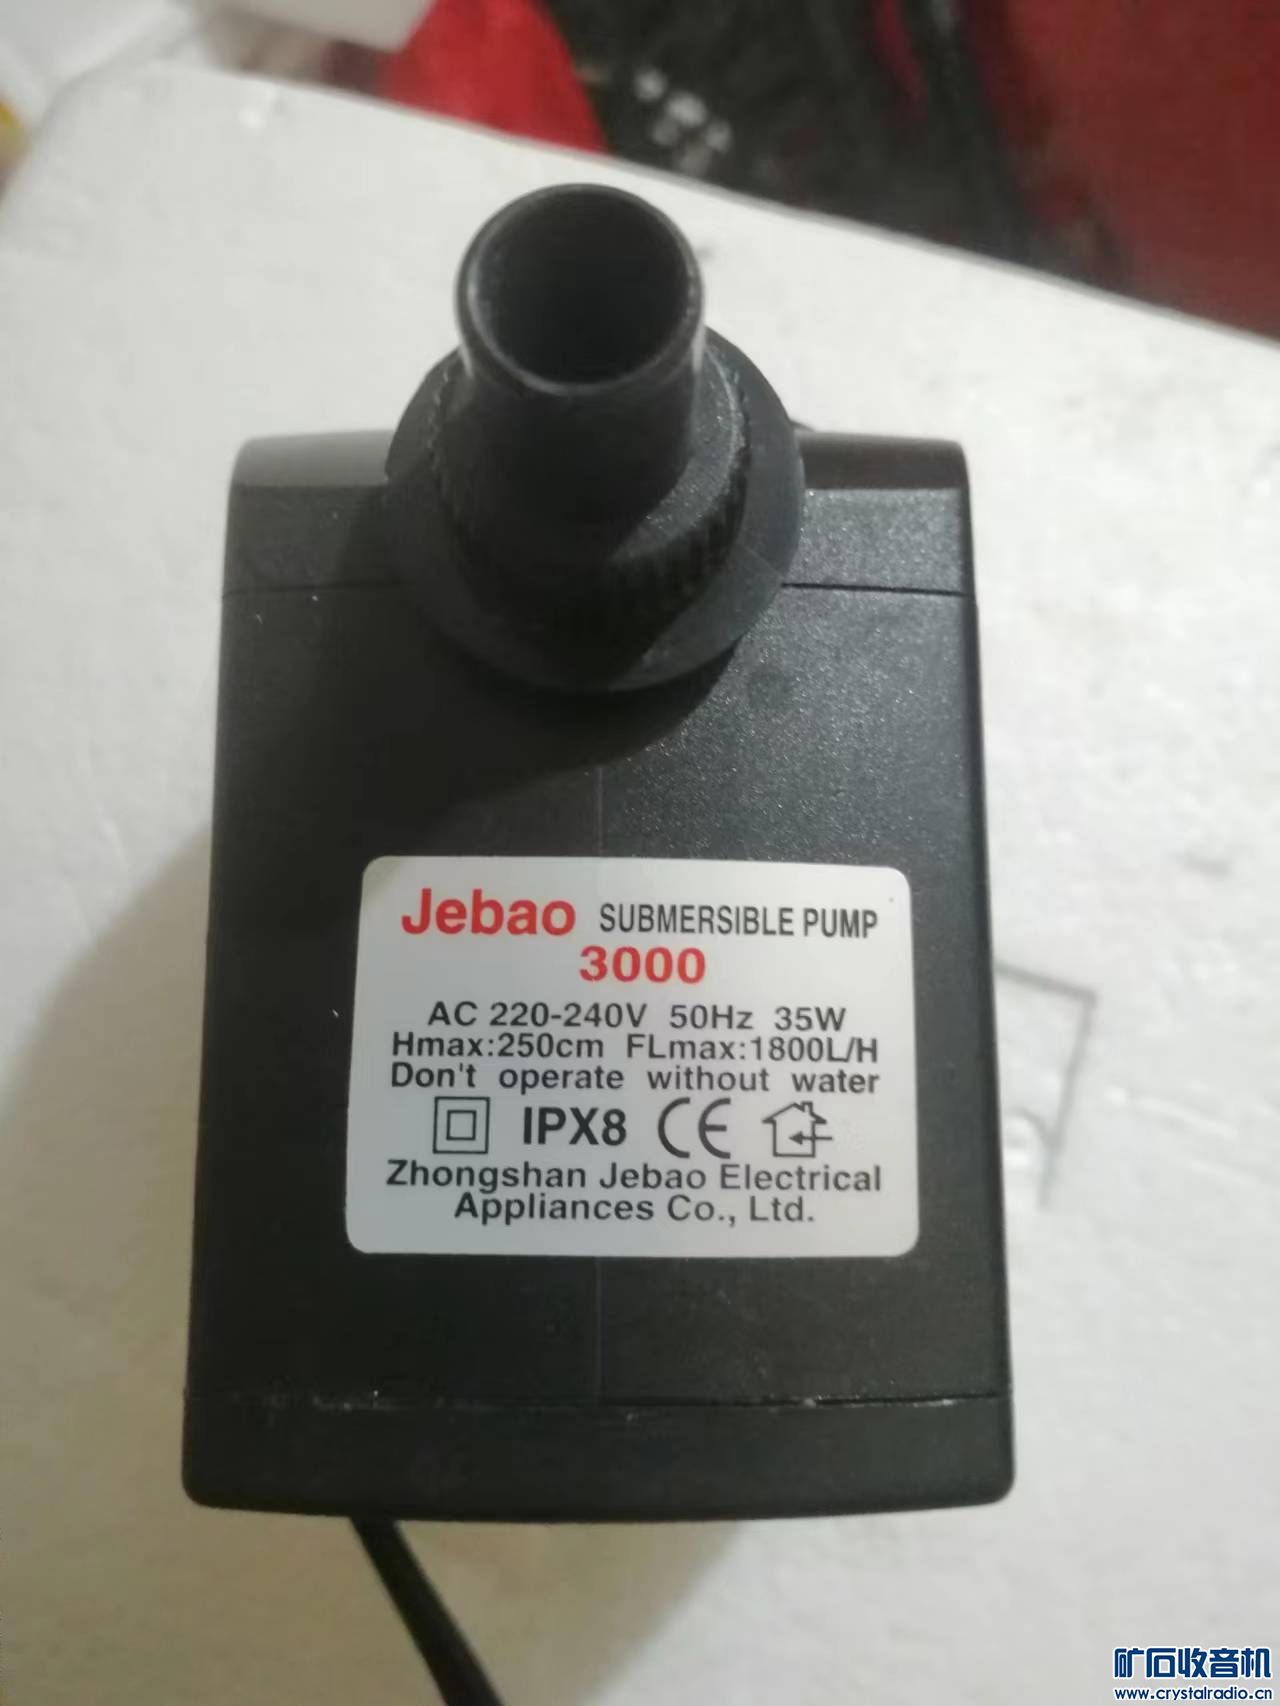 Jebao SUBMERSIBLE PUMP
3000
AC 220-240V 50Hz 35W
Hmax:250cm FLmax:1800L/H
Don't operate without water
IPX8 CE
Zhongshan Jebao Electrical
Appliances Co., Ltd.
矿石收音机
www.crystalradio.cn